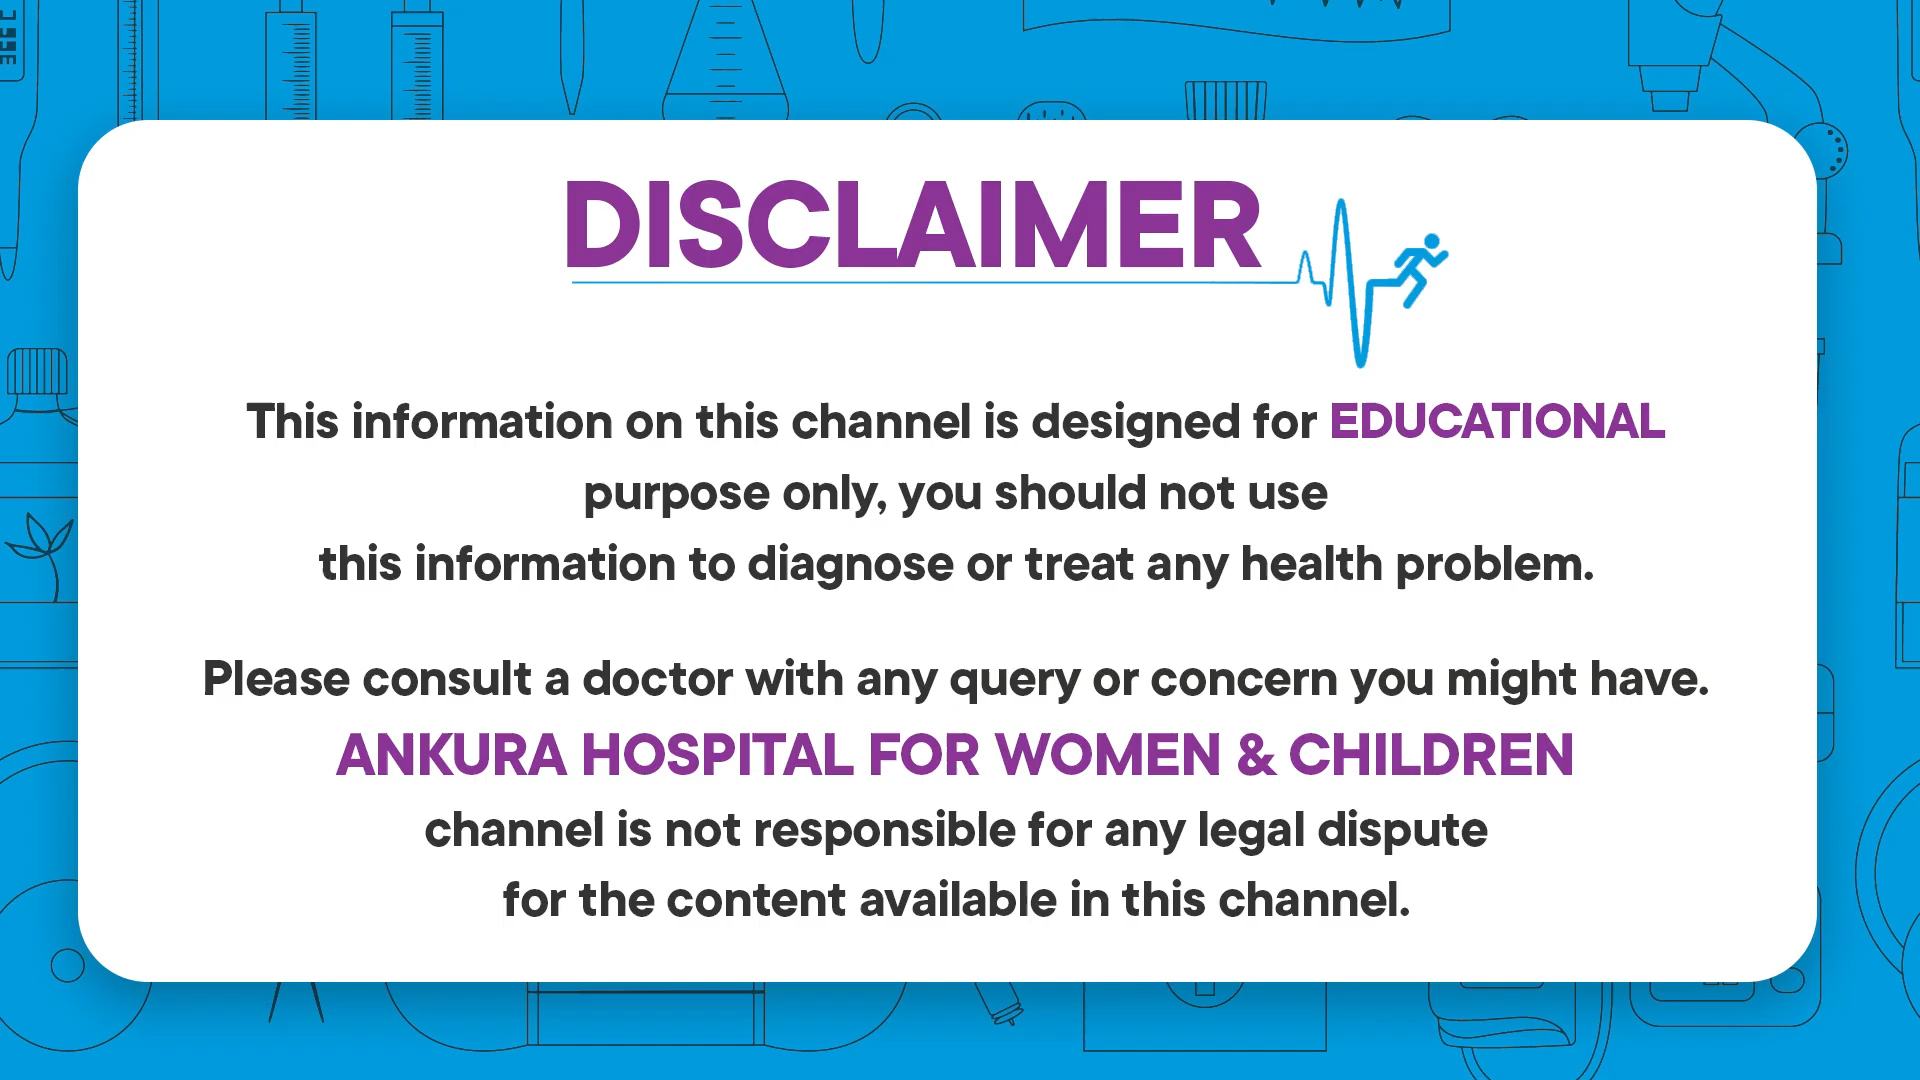 DISCLAIMER
This information on this channel is designed for EDUCATIONAL
purpose only, you should not use
this information to diagnose or treat any health problem.
Please consult a doctor with any query or concern you might have.
ANKURA HOSPITAL FOR WOMEN & CHILDREN
channel is not responsible for any legal dispute
for the content available in this channel.